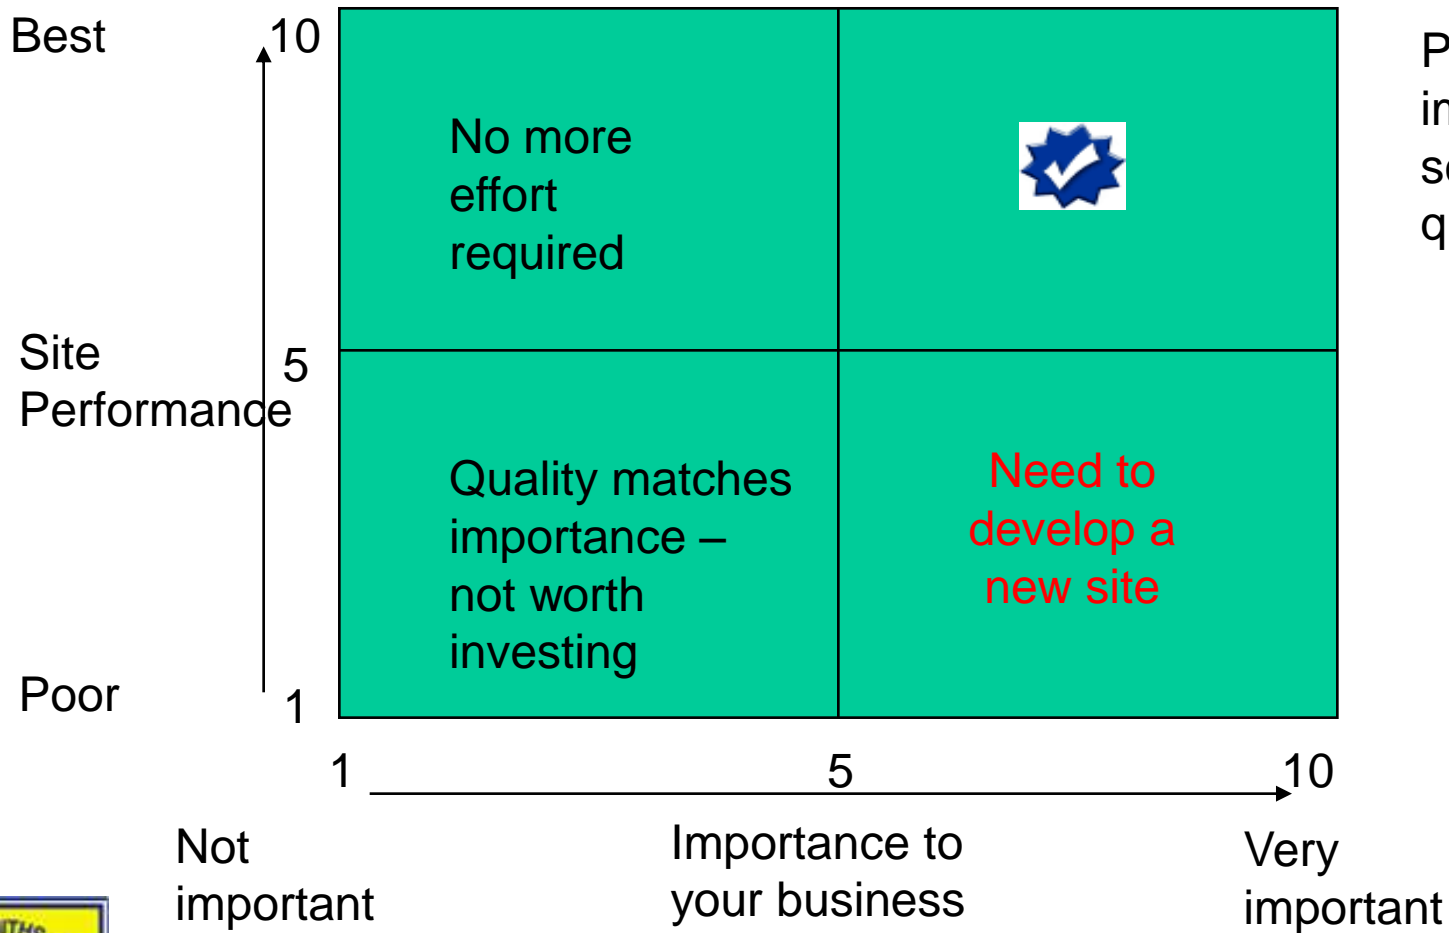 Best
10
No more
effort
required
Site
Performance
5
Quality matches
importance –
not worth
investing
Need to
develop a
new site
Poor
1
1
5
10
Not
important
Importance to
your business
Very
important